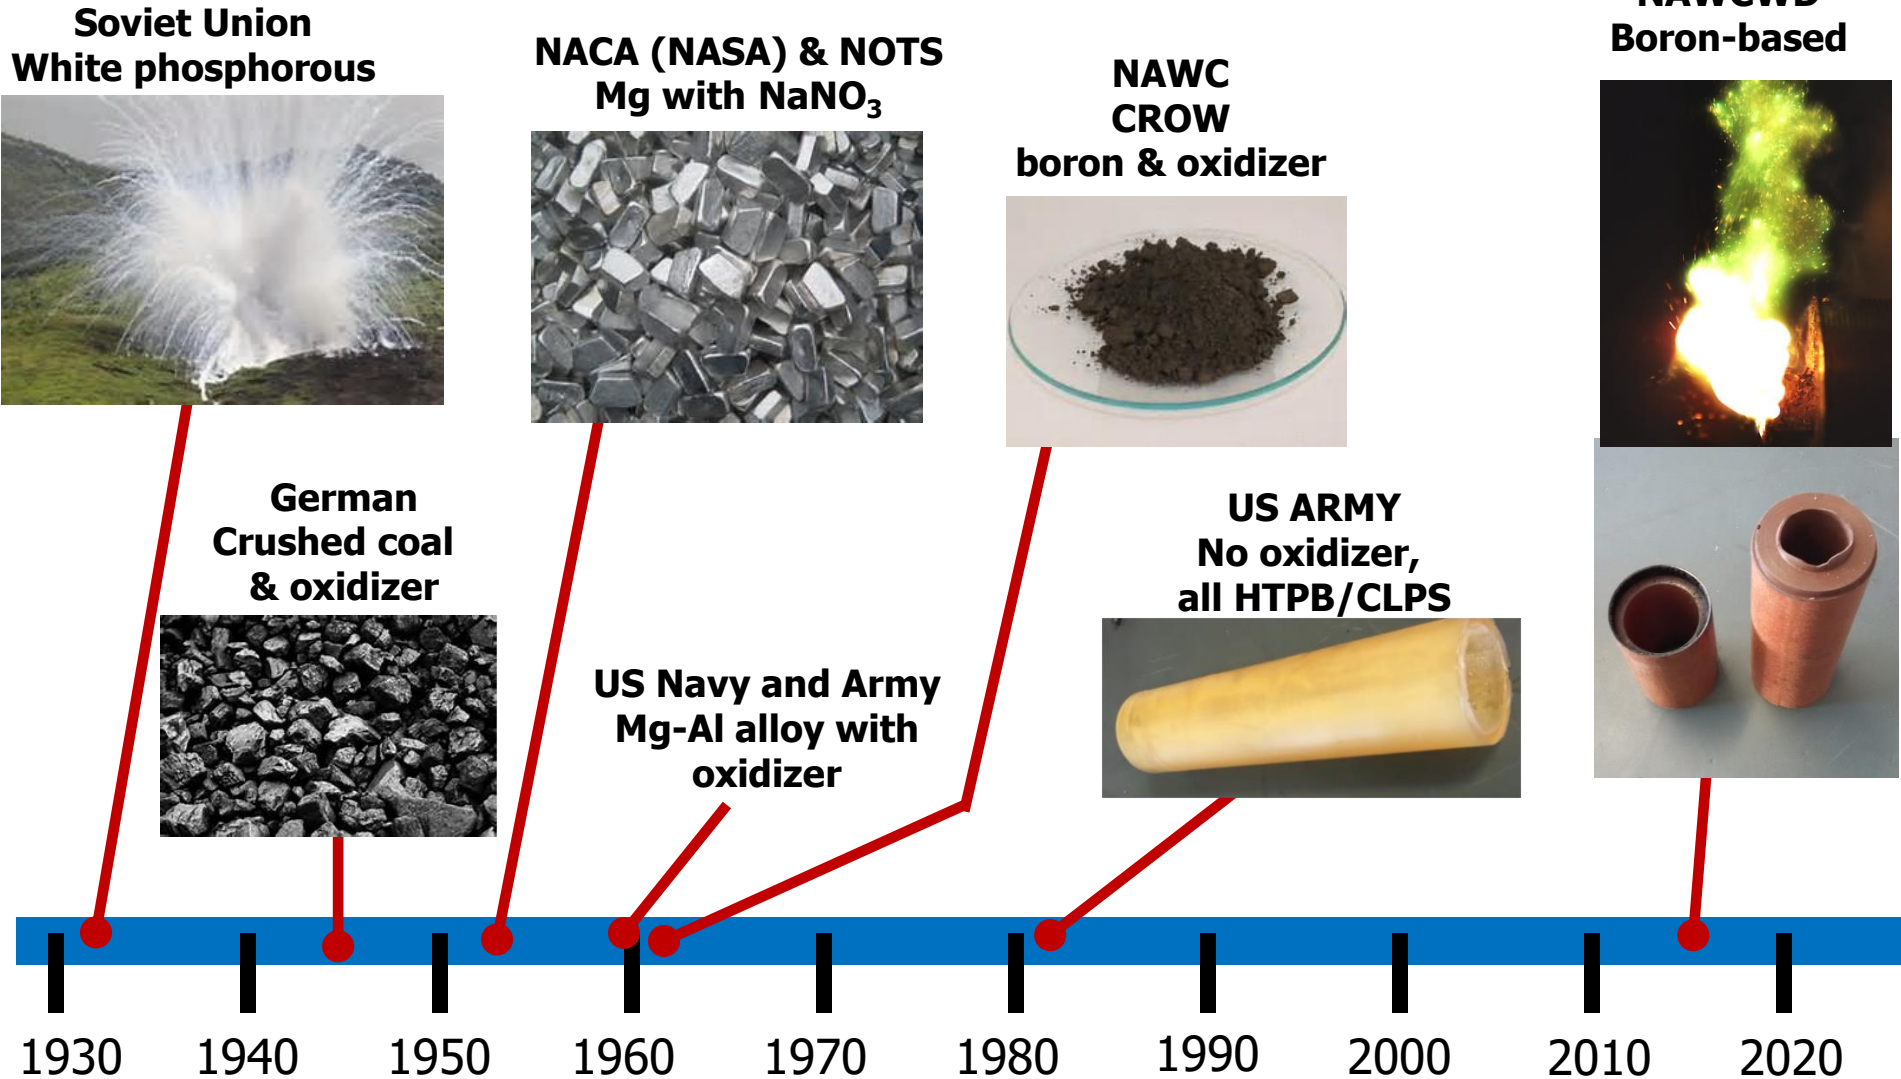 Soviet Union
White phosphorous
NACA (NASA) & NOTS
Mg with NaNO₃
NAWC
CROW
boron & oxidizer
NAWCWD
Boron-based
German
Crushed coal
& oxidizer
US Navy and Army
Mg-Al alloy with
oxidizer
US ARMY
No oxidizer,
all HTPB/CLPS
1930 1940 1950 1960 1970 1980 1990 2000 2010 2020